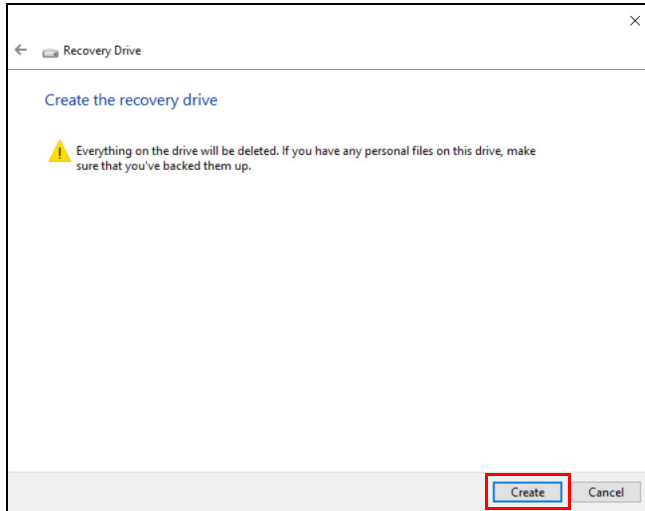 Recovery Drive
Create the recovery drive
Everything on the drive will be deleted. If you have any personal files on this drive, make
sure that you've backed them up.
Create
Cancel